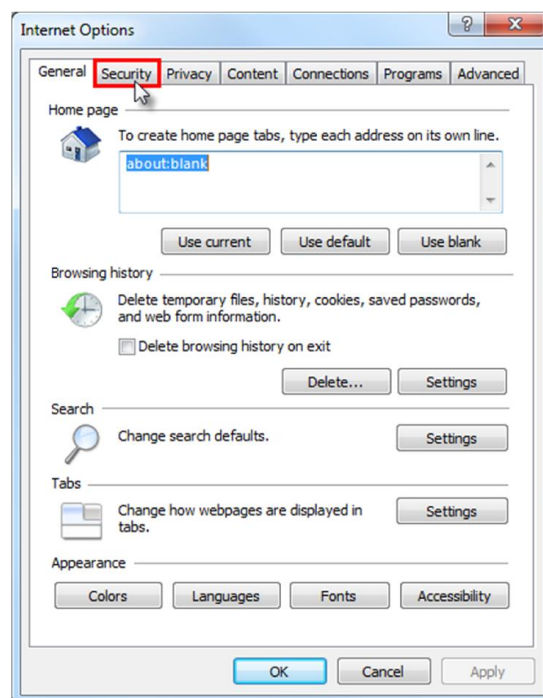 Internet Options
General Security Privacy Content Connections Programs Advanced
Home page
To create home page tabs, type each address on its own line.
about:blank
Use current Use default Use blank
Browsing history
Delete temporary files, history, cookies, saved passwords,
and web form information.
Delete browsing history on exit
Delete... Settings
Search
Change search defaults. Settings
Tabs
Change how webpages are displayed in
tabs.
Settings
Appearance
Colors Languages Fonts Accessibility
OK Cancel Apply